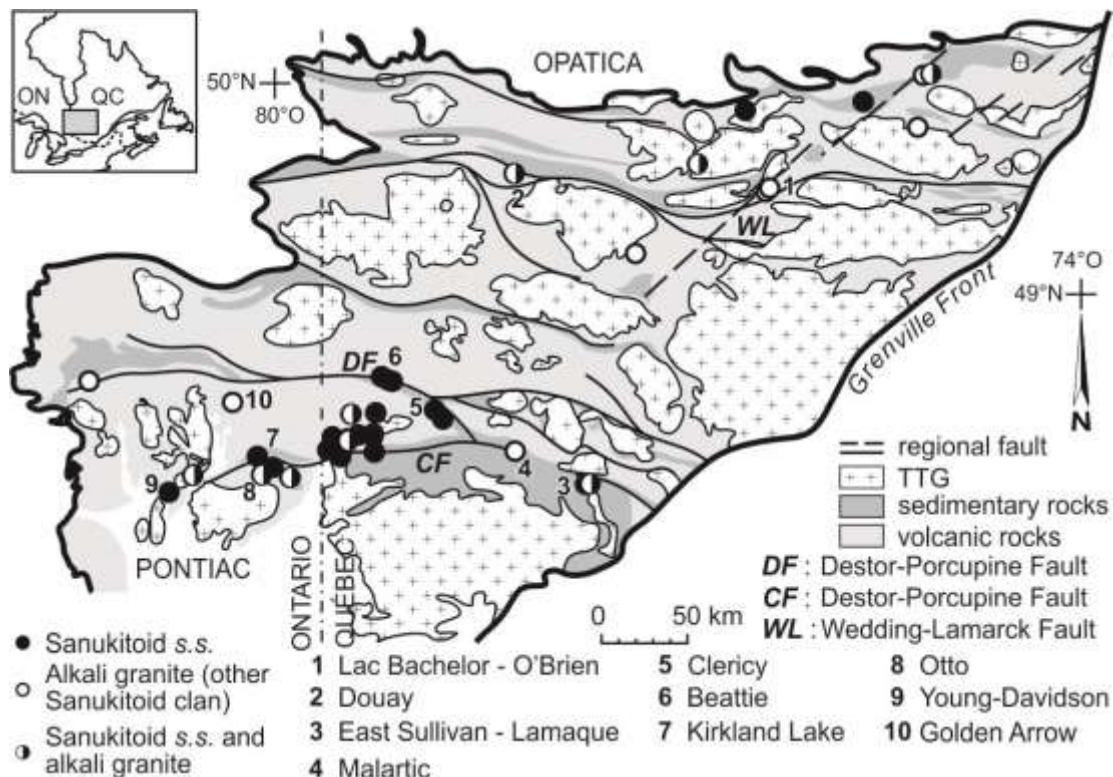 ON QC
50°N
80°O
OPATICA
1
2
WL
74°O
49°N
Grenville Front
DF 6
10
5
7
CF
4
9
8
3
N
PONTIAC
ONTARIO
QUEBEC
0 50 km
regional fault
TTG
sedimentary rocks
volcanic rocks
DF : Destor-Porcupine Fault
CF : Destor-Porcupine Fault
WL : Wedding-Lamarck Fault
Sanukitoid s.s.
Alkali granite (other
Sanukitoid clan)
Sanukitoid s.s. and
alkali granite
1 Lac Bachelor - O'Brien
2 Douay
3 East Sullivan - Lamaque
4 Malartic
5 Clericy
6 Beattie
7 Kirkland Lake
8 Otto
9 Young-Davidson
10 Golden Arrow